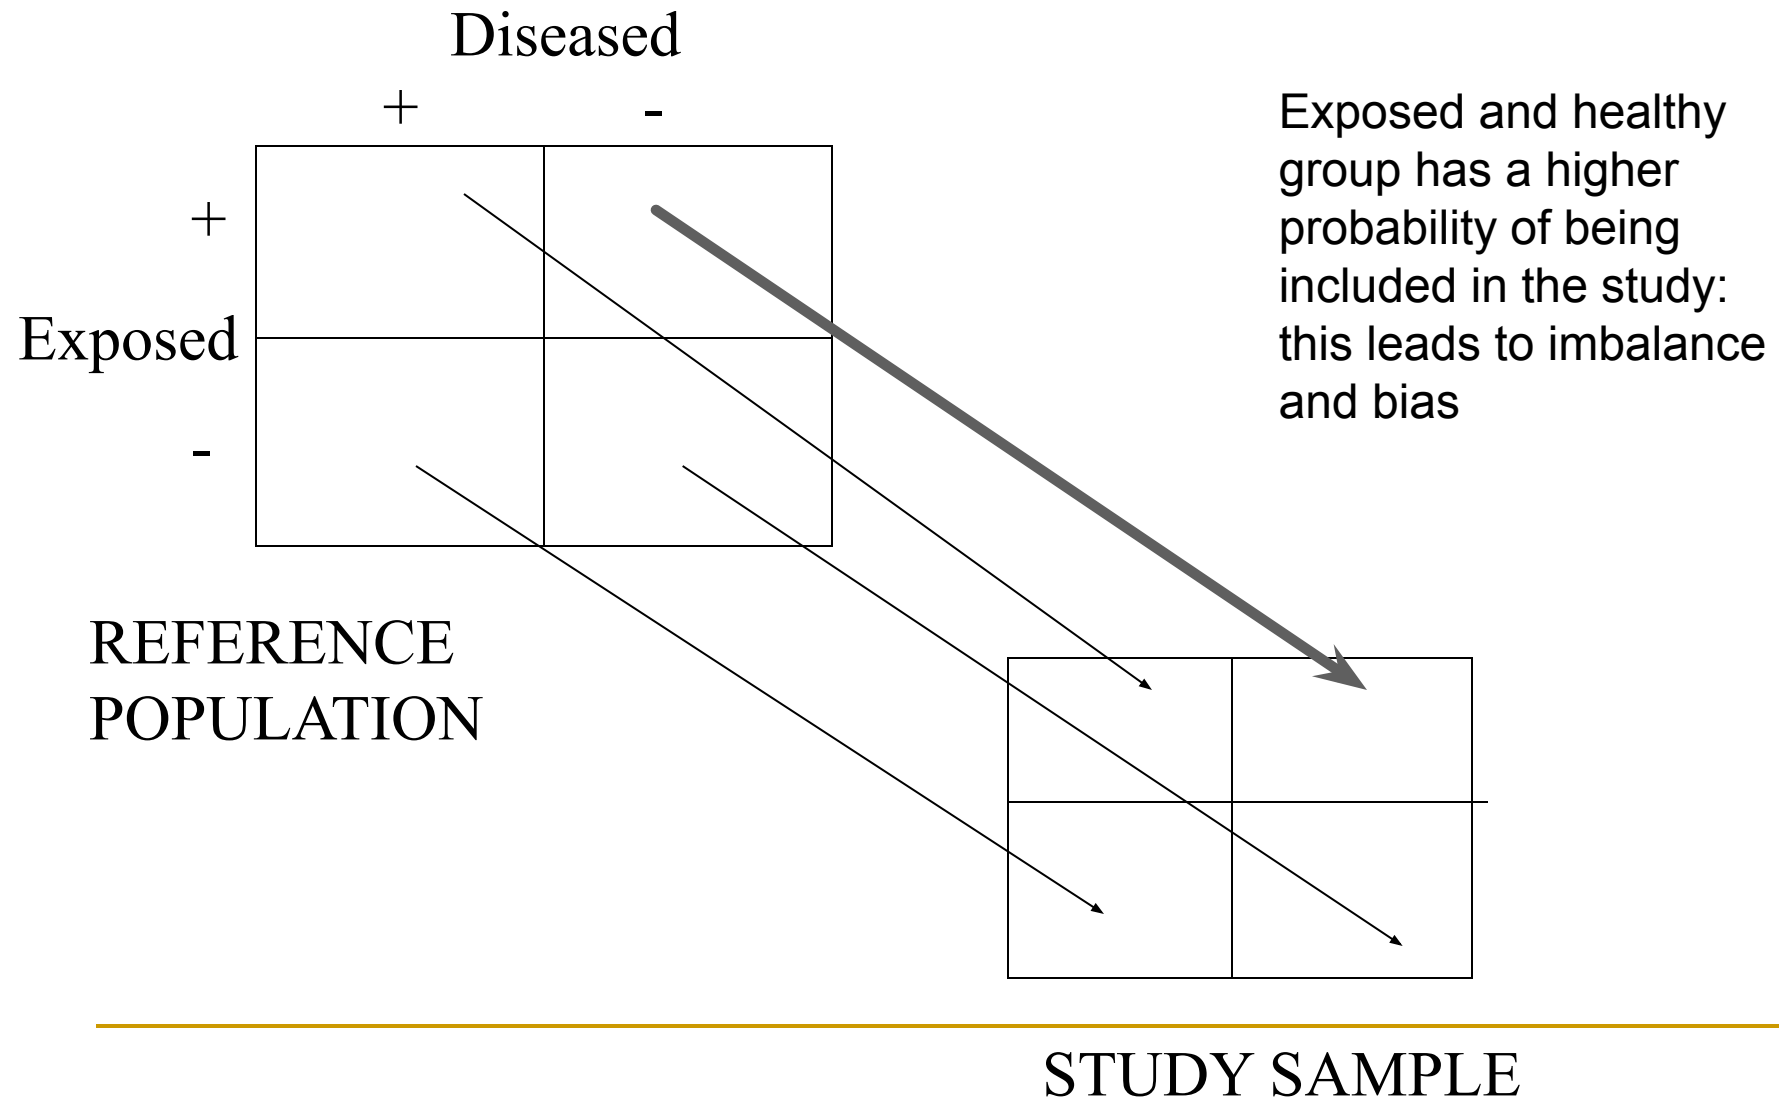 Diseased
+ -
Exposed and healthy
group has a higher
probability of being
included in the study:
this leads to imbalance
and bias
+
Exposed
-
REFERENCE
POPULATION
STUDY SAMPLE